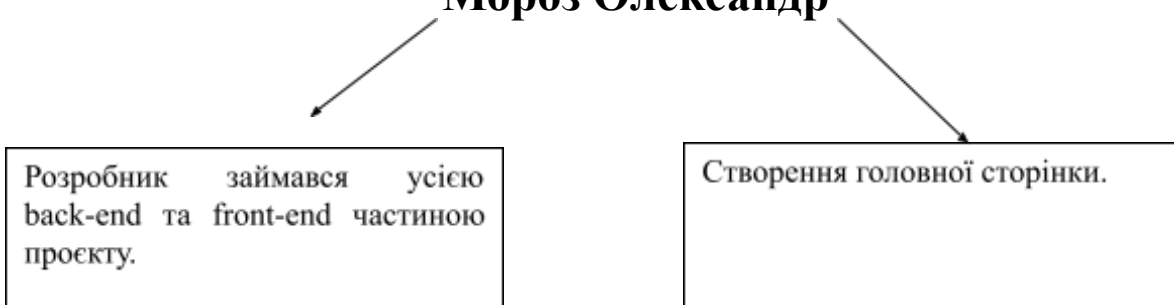 Мороз Олександр
Розробник займався усією
back-end та front-end частиною
проєкту.
Створення головної сторінки.